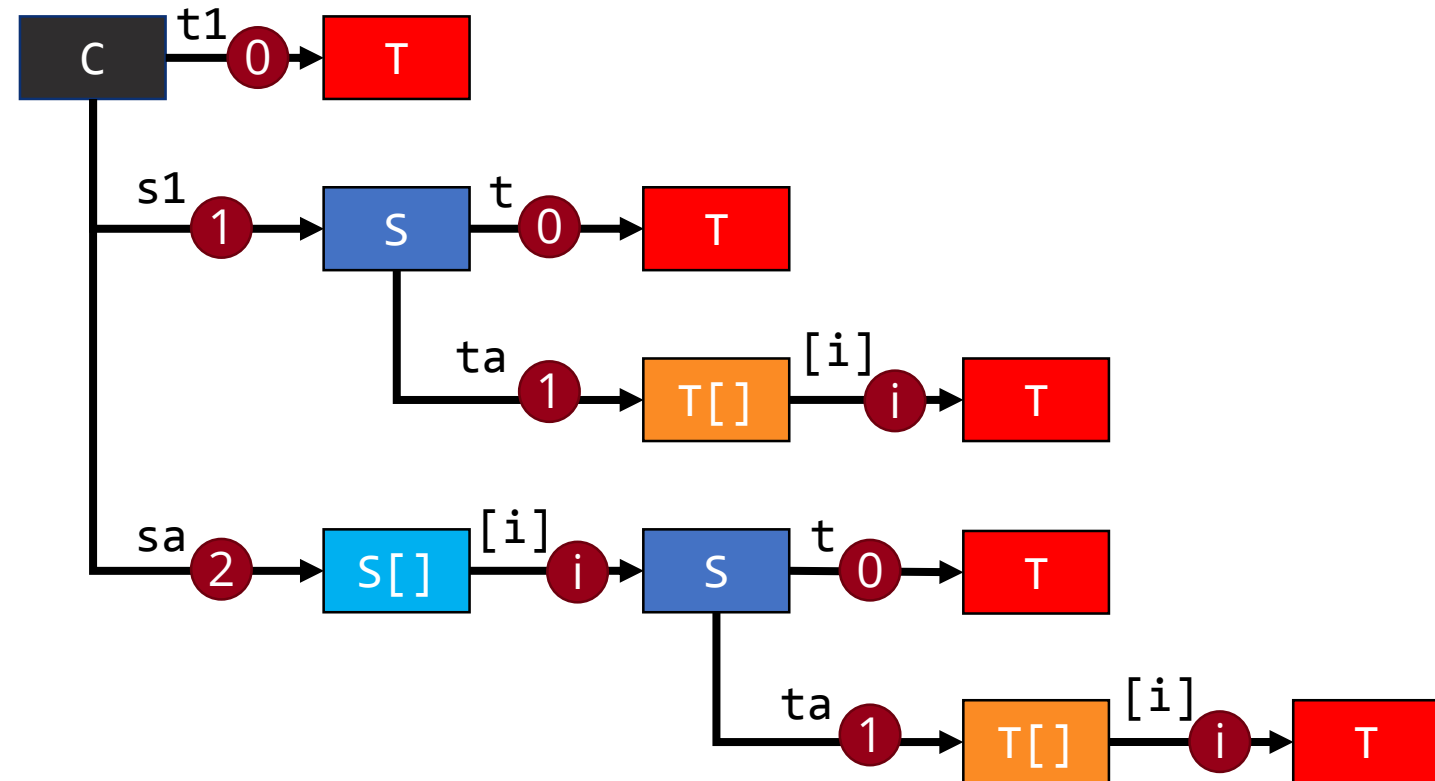 C t1 0 T
s1 1 S t 0 T
ta 1 T[] [i] i T
sa 2 S[] [i] i S t 0 T
ta 1 T[] [i] i T